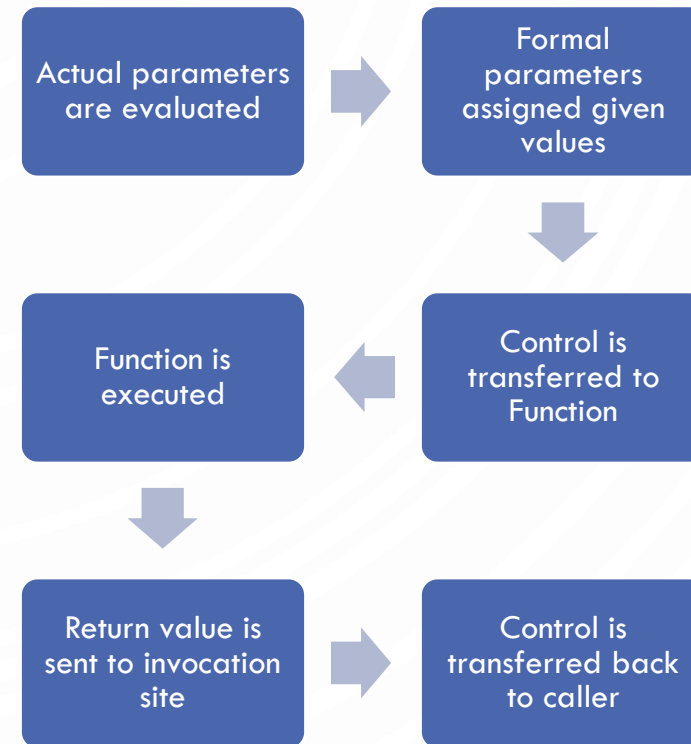 Actual parameters
are evaluated
Formal
parameters
assigned given
values
Control is
transferred to
Function
Function is
executed
Return value is
sent to invocation
site
Control is
transferred back
to caller